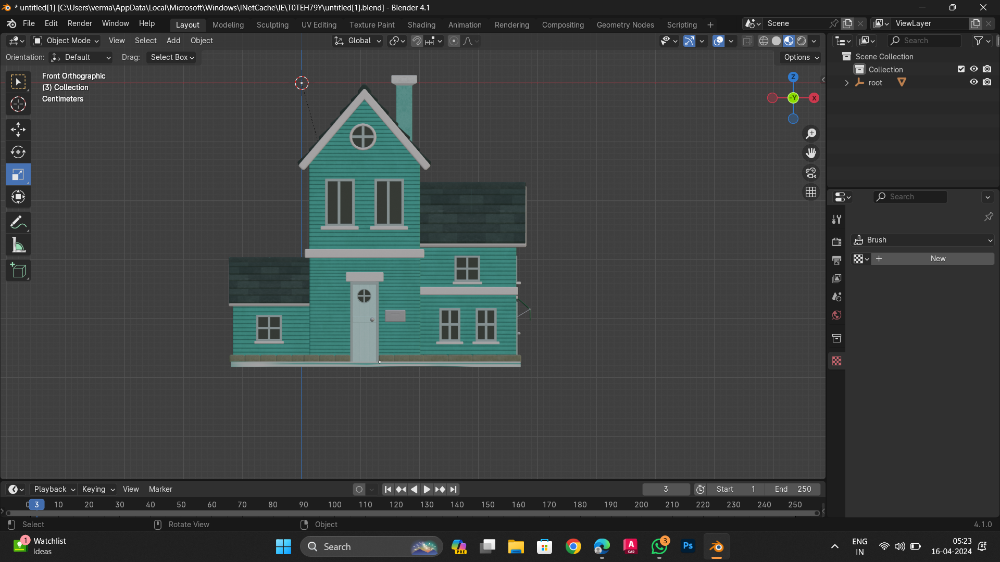 * untitled[1] [C:\Users\verma\AppData\Local\Microsoft\Windows\INetCache\IE\T0TEH79Y\untitled[1].blend] - Blender 4.1
File Edit Render Window Help Layout Modeling Sculpting UV Editing Texture Paint Shading Animation Rendering Compositing Geometry Nodes Scripting + Scene ViewLayer
Object Mode View Select Add Object Global Search
Orientation: Default Drag: Select Box Options
Scene Collection
Collection
root
Front Orthographic
(3) Collection
Centimeters
Z
-Y
X
Search
Brush
+ New
Playback Keying View Marker 3 Start 1 End 250
0 3 10 20 30 40 50 60 70 80 90 100 110 120 130 140 150 160 170 180 190 200 210 220 230 240 250
Select Rotate View Object 4.1.0
1
Watchlist
Ideas
Search
PRE
A
CAD
3
Ps
ENG
IN
05:23
16-04-2024